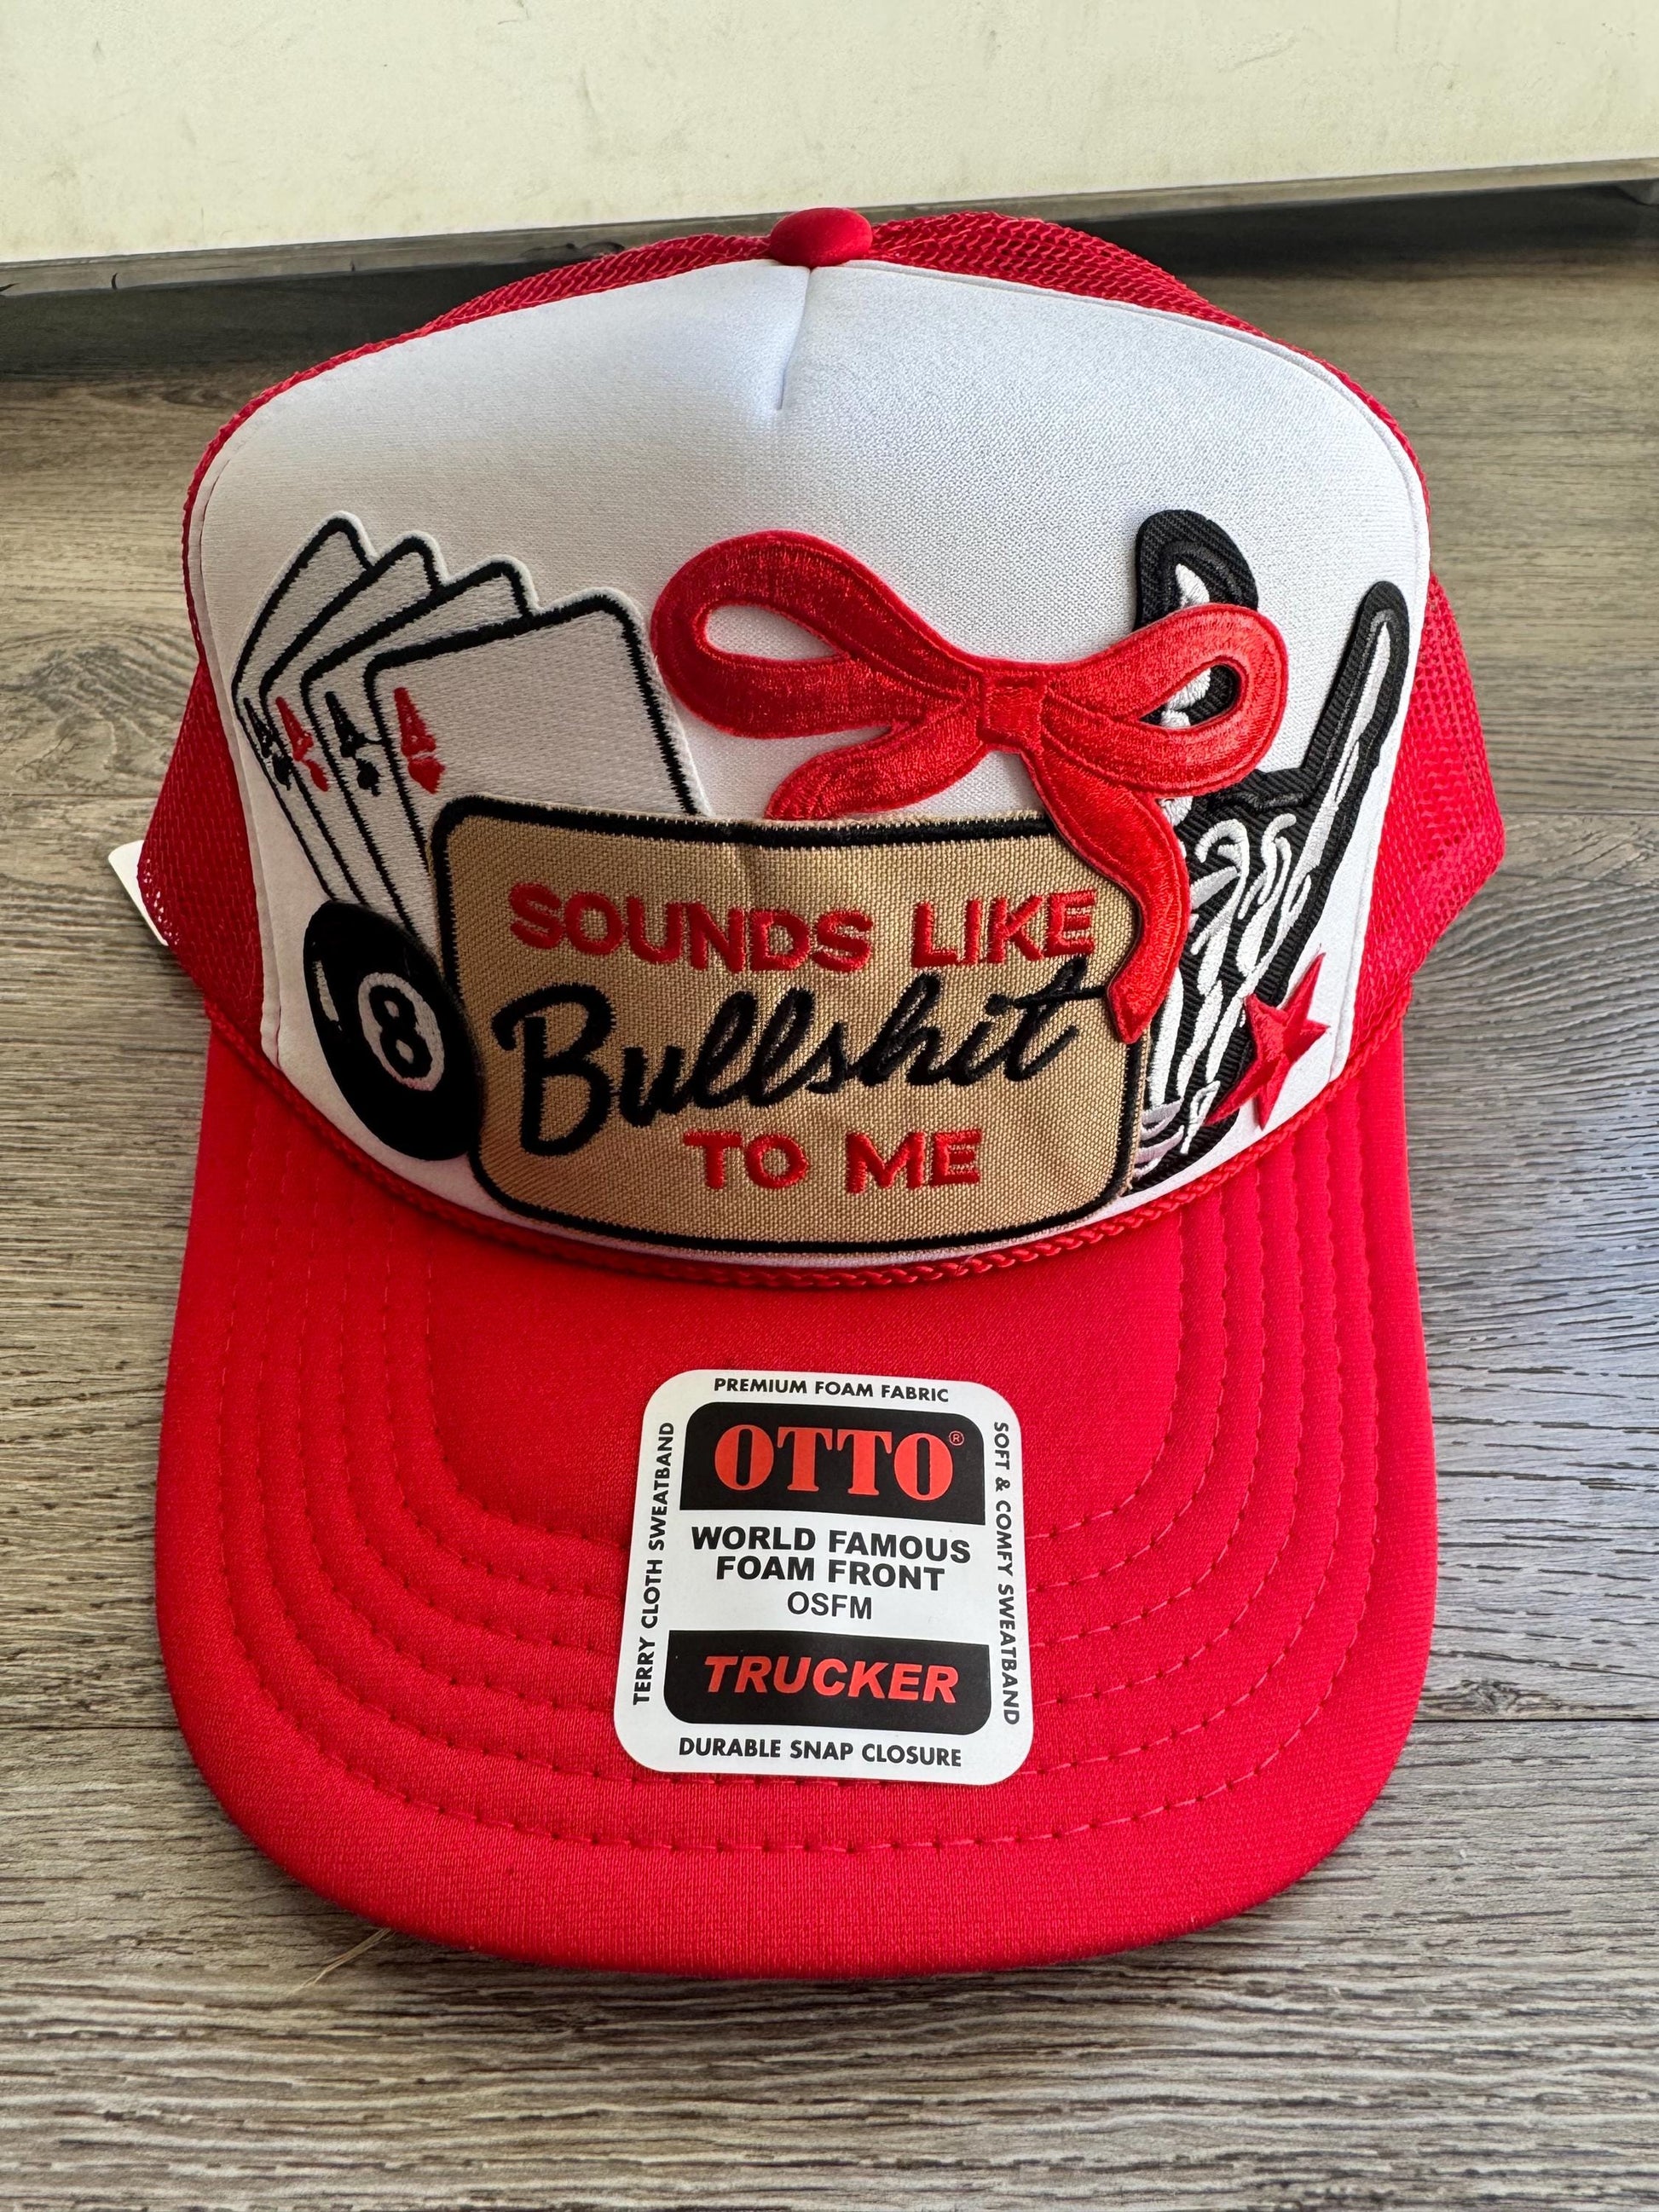 A
A
A
A
8
SOUNDS LIKE
Bullshit
TO ME
PREMIUM FOAM FABRIC
OTTO®
WORLD FAMOUS
FOAM FRONT
OSFM
TRUCKER
TERRY CLOTH SWEATBAND
SOFT & COMFY SWEATBAND
DURABLE SNAP CLOSURE